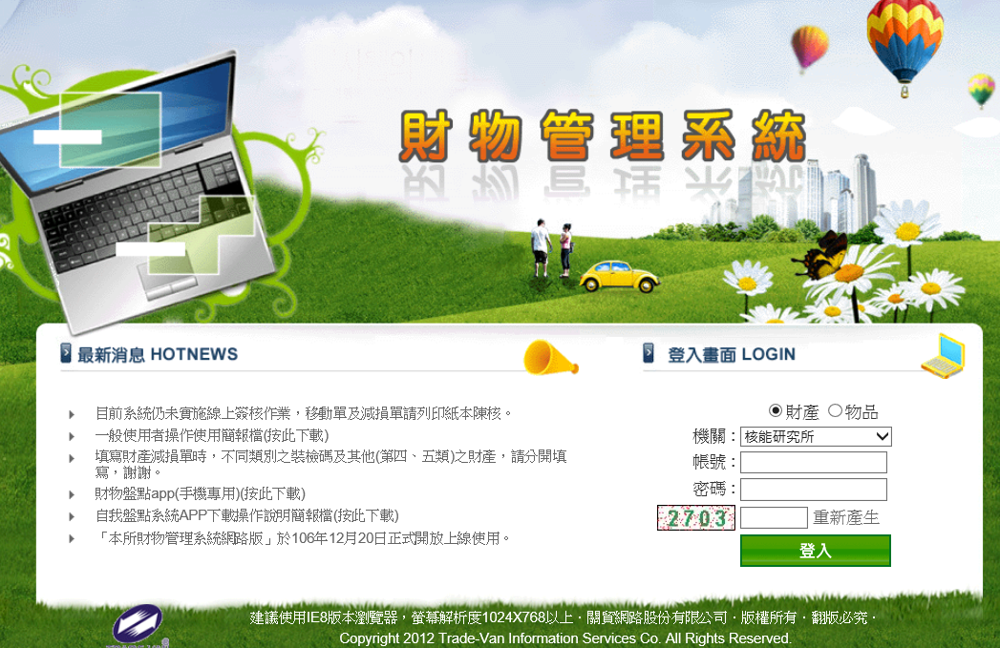 財物管理系統
最新消息 HOTNEWS
目前系統仍未實施線上簽核作業，移動單及減損單請列印紙本陳核。
一般使用者操作使用簡報檔(按此下載)
填寫財產減損單時，不同類別之裝檢碼及其他(第四、五類)之財產，請分開填
寫，謝謝。
財物盤點app(手機專用)(按此下載)
自我盤點系統APP下載操作說明簡報檔(按此下載)
「本所財物管理系統網路版」於106年12月20日正式開放上線使用。
登入畫面 LOGIN
財產 物品
機關： 核能研究所
帳號：
密碼：
2703 重新產生
登入
建議使用IE8版本瀏覽器，螢幕解析度1024X768以上．關貿網路股份有限公司．版權所有．翻版必究．
Copyright 2012 Trade-Van Information Services Co. All Rights Reserved.